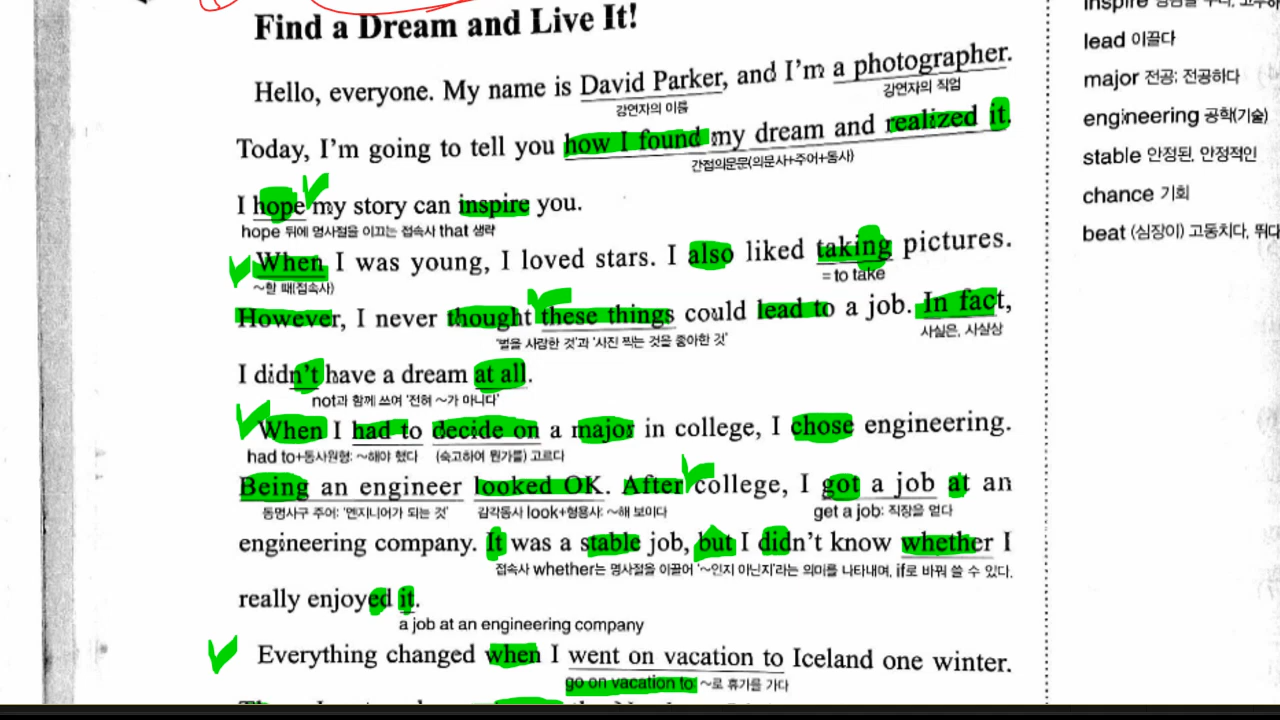 Find a Dream and Live It!
Hello, everyone. My name is David Parker, and I'm a photographer.
강연자의 이름 강연자의 직업
Today, I'm going to tell you how I found my dream and realized it.
간접의문문(의문사+주어+동사)
I hope my story can inspire you.
hope 뒤에 명사절을 이끄는 접속사 that 생략
When I was young, I loved stars. I also liked taking pictures.
~할 때(접속사) = to take
However, I never thought these things could lead to a job. In fact,
'별을 사랑한 것'과 '사진 찍는 것을 좋아한 것' 사실은, 사실상
I didn't have a dream at all.
not과 함께 쓰여 '전혀 ~가 아니다'
When I had to decide on a major in college, I chose engineering.
had to+동사원형: ~해야 했다 (숙고하여 뭔가를) 고르다
Being an engineer looked OK. After college, I got a job at an
동명사구 주어: '엔지니어가 되는 것' 감각동사 look+형용사: ~해 보이다 get a job: 직장을 얻다
engineering company. It was a stable job, but I didn't know whether I
접속사 whether는 명사절을 이끌어 '~인지 아닌지'라는 의미를 나타내며, if로 바꿔 쓸 수 있다.
really enjoyed it.
a job at an engineering company
Everything changed when I went on vacation to Iceland one winter.
go on vacation to ~로 휴가를 가다
inspire
lead 이끌다
major 전공; 전공하다
engineering 공학(기술)
stable 안정된, 안정적인
chance 기회
beat (심장이) 고동치다, 뛰다